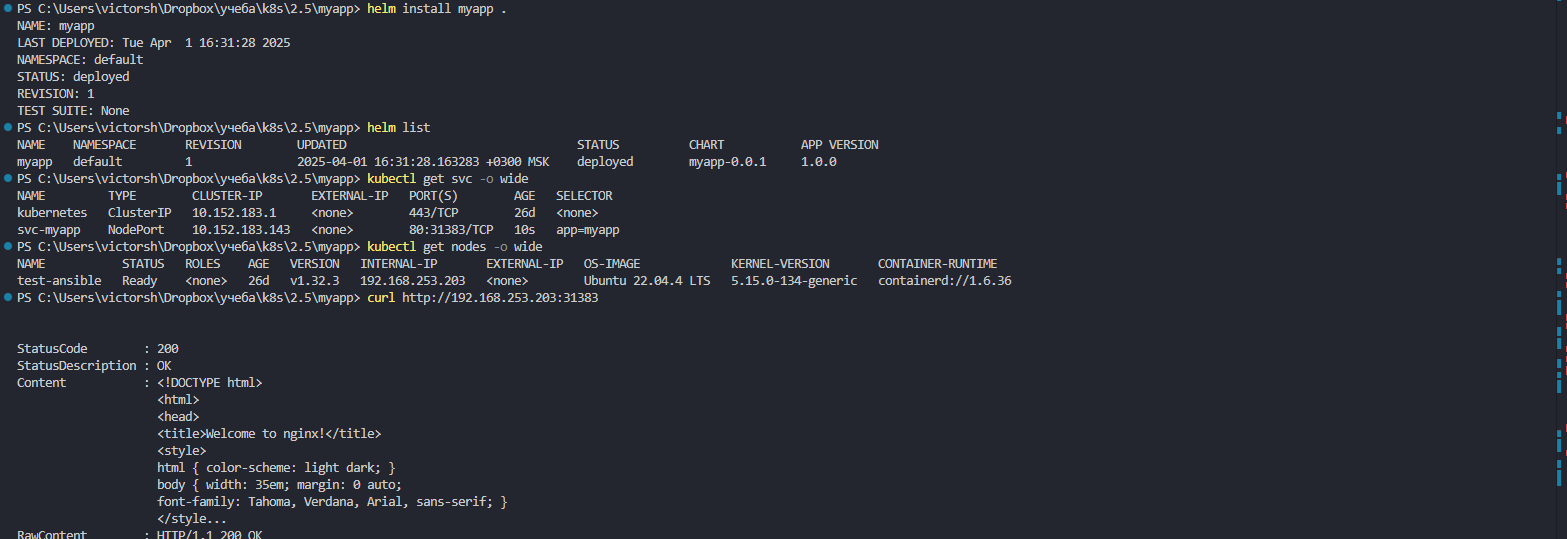 PS C:\Users\victorsh\Dropbox\учеба\k8s\2.5\myapp> helm install myapp .
NAME: myapp
LAST DEPLOYED: Tue Apr  1 16:31:28 2025
NAMESPACE: default
STATUS: deployed
REVISION: 1
TEST SUITE: None
PS C:\Users\victorsh\Dropbox\учеба\k8s\2.5\myapp> helm list
NAME    NAMESPACE       REVISION        UPDATED                                 STATUS          CHART           APP VERSION
myapp   default         1               2025-04-01 16:31:28.163283 +0300 MSK    deployed        myapp-0.0.1     1.0.0
PS C:\Users\victorsh\Dropbox\учеба\k8s\2.5\myapp> kubectl get svc -o wide
NAME         TYPE        CLUSTER-IP       EXTERNAL-IP   PORT(S)        AGE   SELECTOR
kubernetes   ClusterIP   10.152.183.1     <none>        443/TCP        26d   <none>
svc-myapp    NodePort    10.152.183.143   <none>        80:31383/TCP   10s   app=myapp
PS C:\Users\victorsh\Dropbox\учеба\k8s\2.5\myapp> kubectl get nodes -o wide
NAME           STATUS   ROLES    AGE   VERSION   INTERNAL-IP       EXTERNAL-IP   OS-IMAGE             KERNEL-VERSION       CONTAINER-RUNTIME
test-ansible   Ready    <none>   26d   v1.32.3   192.168.253.203   <none>        Ubuntu 22.04.4 LTS   5.15.0-134-generic   containerd://1.6.36
PS C:\Users\victorsh\Dropbox\учеба\k8s\2.5\myapp> curl http://192.168.253.203:31383
StatusCode        : 200
StatusDescription : OK
Content           : <!DOCTYPE html>
                    <html>
                    <head>
                    <title>Welcome to nginx!</title>
                    <style>
                    html { color-scheme: light dark; }
                    body { width: 35em; margin: 0 auto;
                    font-family: Tahoma, Verdana, Arial, sans-serif; }
                    </style...
RawContent        : HTTP/1.1 200 OK